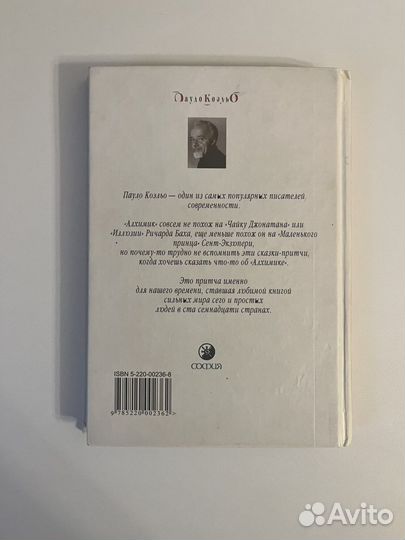 Пауло Коэльо
Пауло Коэльо — один из самых популярных писателей
современности.
«Алхимик» совсем не похож на «Чайку Джонатана» или
«Иллюзии» Ричарда Баха, еще меньше похож он на «Маленького
принца» Сент-Экзюпери,
но почему-то трудно не вспомнить эти сказки-притчи,
когда хочешь сказать что-то об «Алхимике».
Это притча именно
для нашего времени, ставшая любимой книгой
сильных мира сего и простых
людей в ста семнадцати странах.
СОФИЯ
ISBN 5-220-00236-8
9 785220 002362 >
Avito